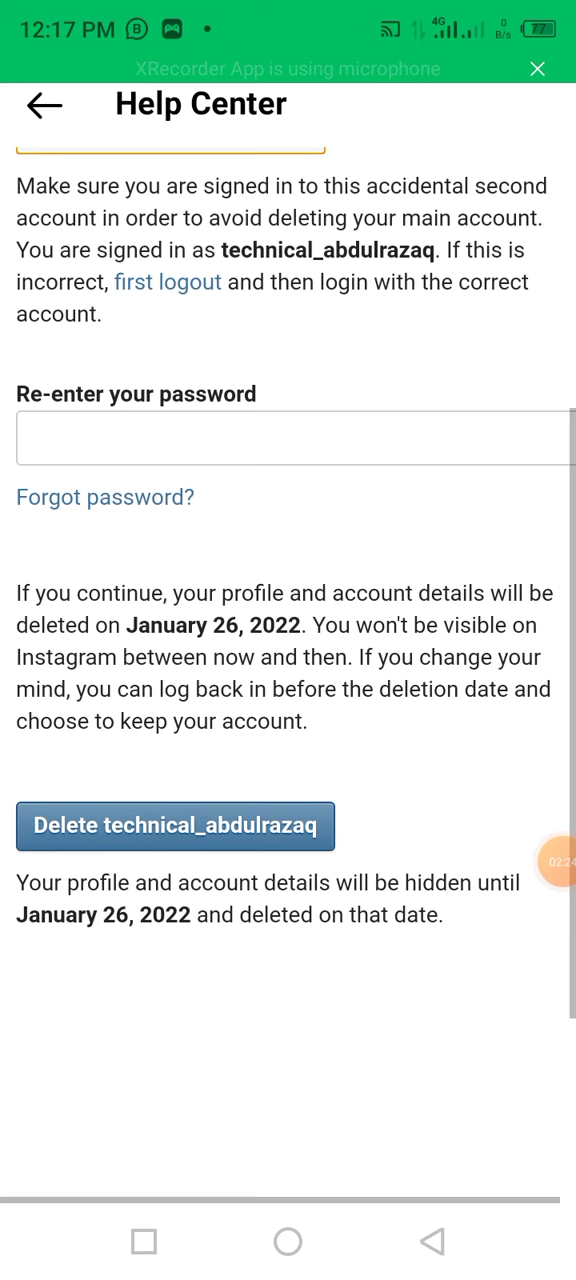 12:17 PM B 4G 0 B/s 77
XRecorder App is using microphone
Help Center
Make sure you are signed in to this accidental second
account in order to avoid deleting your main account.
You are signed in as technical_abdulrazaq. If this is
incorrect, first logout and then login with the correct
account.
Re-enter your password
Forgot password?
If you continue, your profile and account details will be
deleted on January 26, 2022. You won't be visible on
Instagram between now and then. If you change your
mind, you can log back in before the deletion date and
choose to keep your account.
Delete technical_abdulrazaq
02:24
Your profile and account details will be hidden until
January 26, 2022 and deleted on that date.